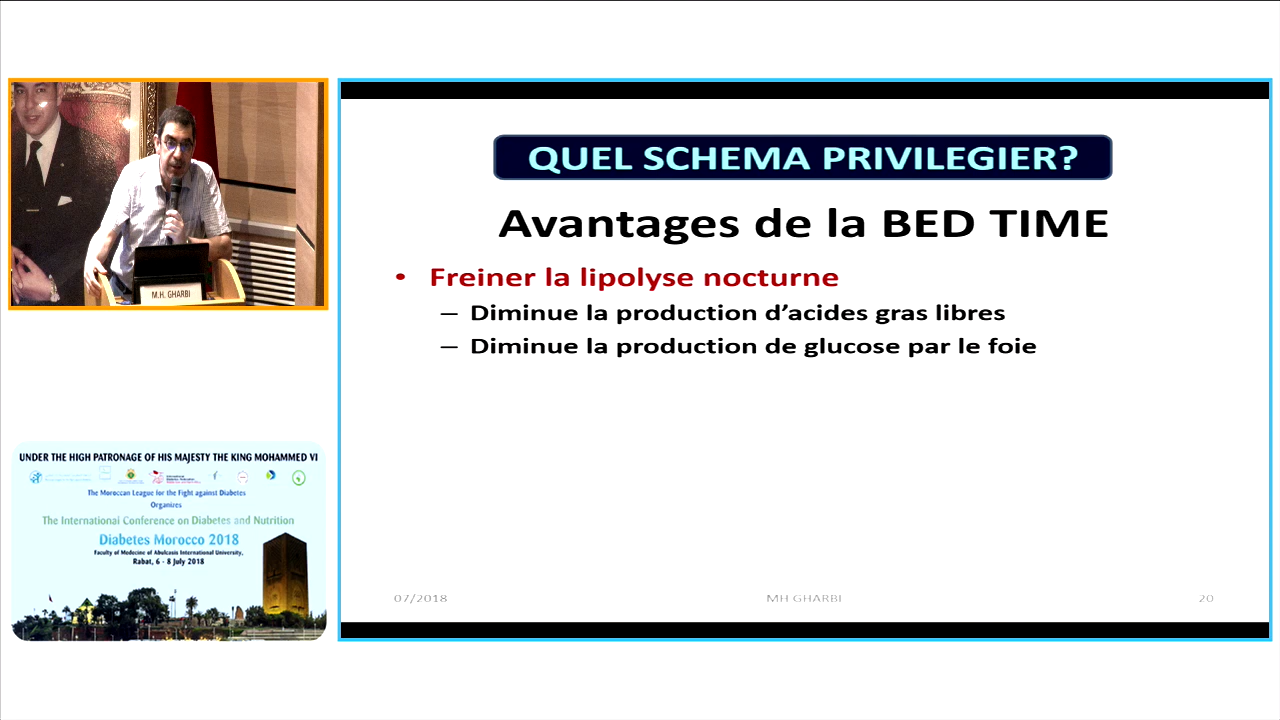 M.H. GHARBI
QUEL SCHEMA PRIVILEGIER?
Avantages de la BED TIME
• Freiner la lipolyse nocturne
– Diminue la production d’acides gras libres
– Diminue la production de glucose par le foie
07/2018
MH GHARBI
20
UNDER THE HIGH PATRONAGE OF HIS MAJESTY THE KING MOHAMMED VI
The Moroccan League for the Fight against Diabetes
Organizes
The International Conference on Diabetes and Nutrition
Diabetes Morocco 2018
Faculty of Medecine of Abulcasis International University,
Rabat, 6 - 8 July 2018